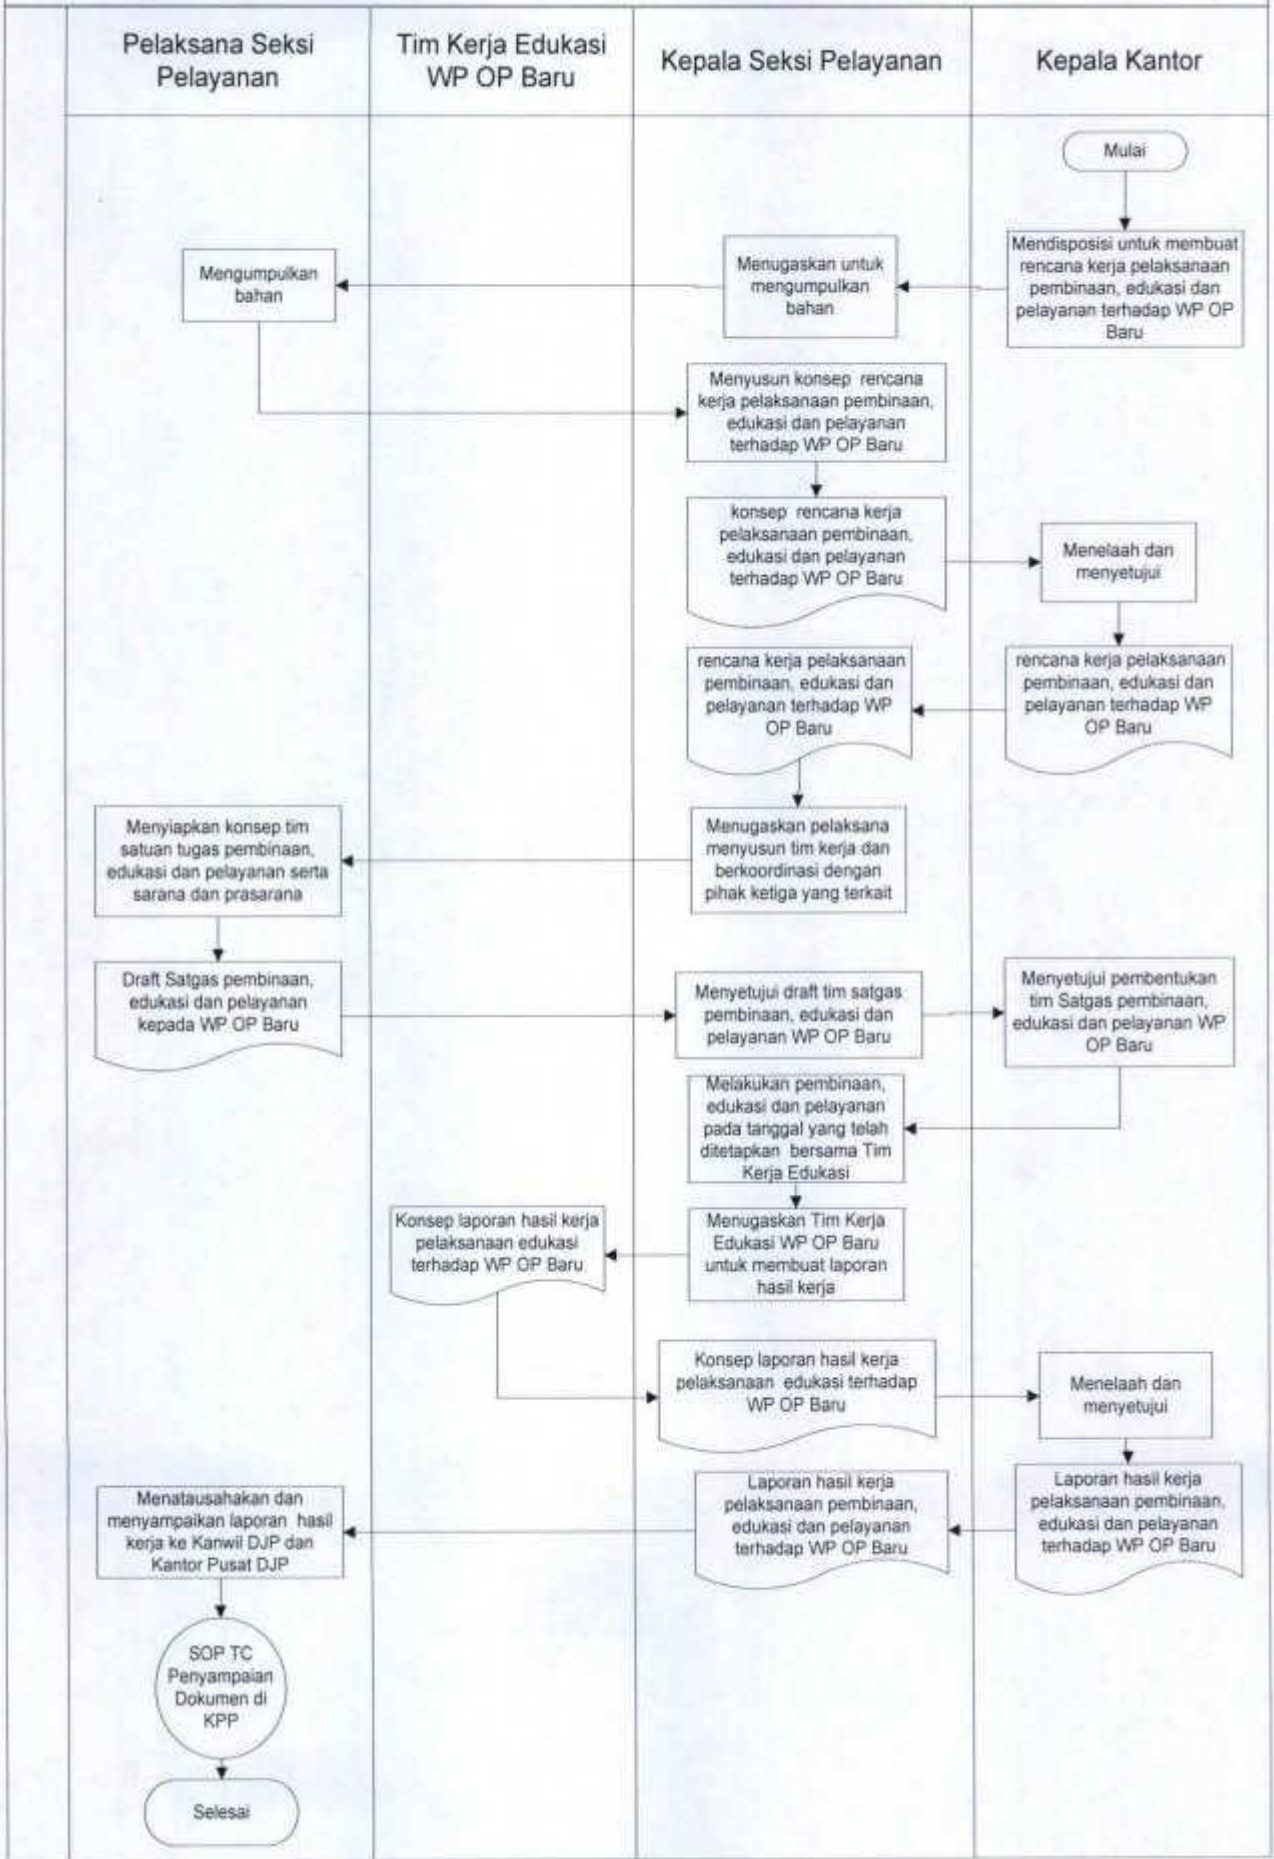 Pelaksana Seksi
Pelayanan
Tim Kerja Edukasi
WP OP Baru
Kepala Seksi Pelayanan
Kepala Kantor
Mulai
Mendisposisi untuk membuat
rencana kerja pelaksanaan
pembinaan, edukasi dan
pelayanan terhadap WP OP
Baru
Menugaskan untuk
mengumpulkan
bahan
Mengumpulkan
bahan
Menyusun konsep rencana
kerja pelaksanaan pembinaan,
edukasi dan pelayanan
terhadap WP OP Baru
konsep rencana kerja
pelaksanaan pembinaan,
edukasi dan pelayanan
terhadap WP OP Baru
Menelaah dan
menyetujui
rencana kerja pelaksanaan
pembinaan, edukasi dan
pelayanan terhadap WP
OP Baru
rencana kerja pelaksanaan
pembinaan, edukasi dan
pelayanan terhadap WP
OP Baru
Menugaskan pelaksana
menyusun tim kerja dan
berkoordinasi dengan
pihak ketiga yang terkait
Menyiapkan konsep tim
satuan tugas pembinaan,
edukasi dan pelayanan serta
sarana dan prasarana
Draft Satgas pembinaan,
edukasi dan pelayanan
kepada WP OP Baru
Menyetujui draft tim satgas
pembinaan, edukasi dan
pelayanan WP OP Baru
Menyetujui pembentukan
tim Satgas pembinaan,
edukasi dan pelayanan WP
OP Baru
Melakukan pembinaan,
edukasi dan pelayanan
pada tanggal yang telah
ditetapkan bersama Tim
Kerja Edukasi
Menugaskan Tim Kerja
Edukasi WP OP Baru
untuk membuat laporan
hasil kerja
Konsep laporan hasil kerja
pelaksanaan edukasi
terhadap WP OP Baru
Konsep laporan hasil kerja
pelaksanaan edukasi terhadap
WP OP Baru
Menelaah dan
menyetujui
Laporan hasil kerja
pelaksanaan pembinaan,
edukasi dan pelayanan
terhadap WP OP Baru
Laporan hasil kerja
pelaksanaan pembinaan,
edukasi dan pelayanan
terhadap WP OP Baru
Menatausahakan dan
menyampaikan laporan hasil
kerja ke Kanwil DJP dan
Kantor Pusat DJP
SOP TC
Penyampaian
Dokumen di
KPP
Selesai